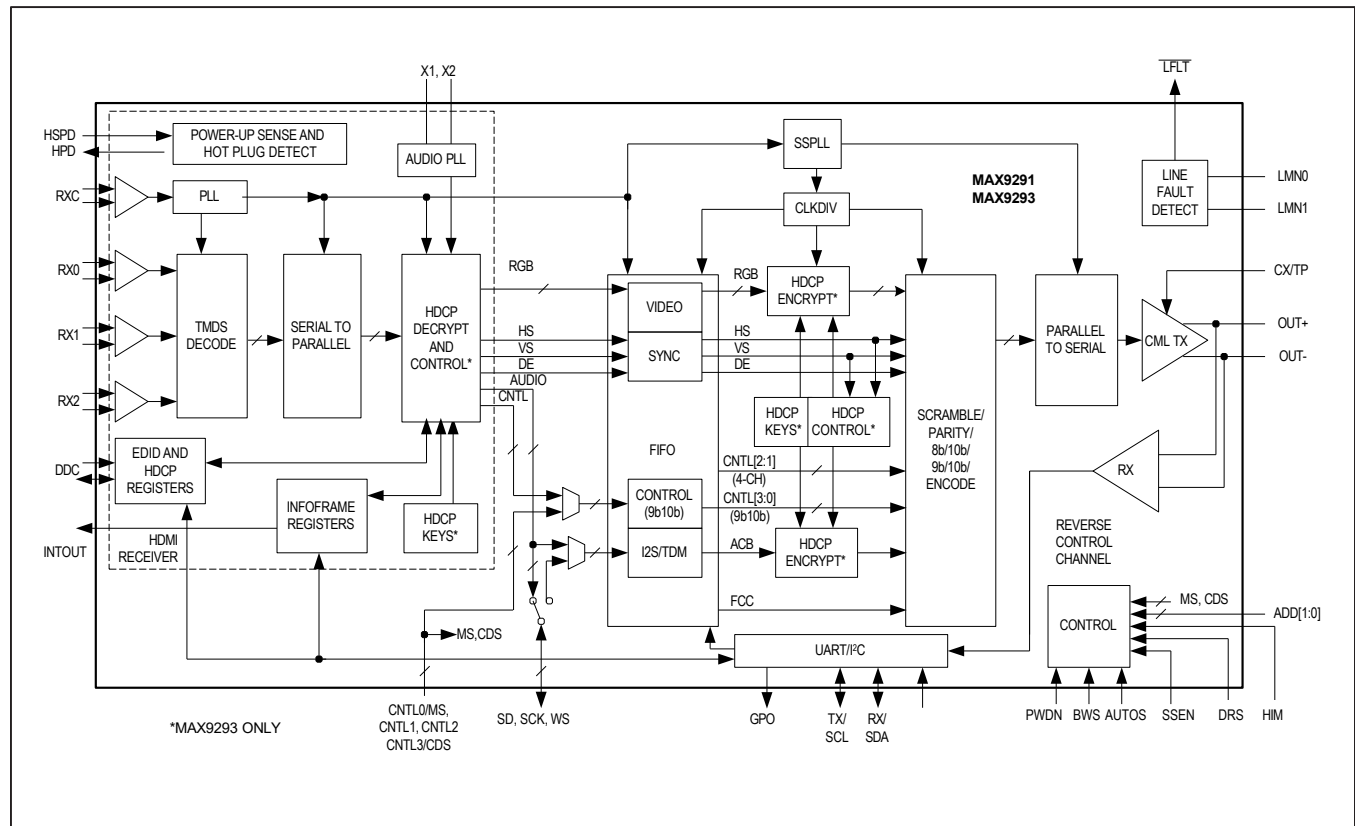 X1, X2
LFLT
HSPD
HPD
POWER-UP SENSE AND
HOT PLUG DETECT
AUDIO PLL
SSPLL
MAX9291
MAX9293
LINE
FAULT
DETECT
LMN0
LMN1
RXC
PLL
CLKDIV
RX0
RX1
RX2
TMDS
DECODE
SERIAL TO
PARALLEL
HDCP
DECRYPT
AND
CONTROL*
RGB
HS
VS
DE
AUDIO
CNTL
VIDEO
SYNC
FIFO
RGB
HS
VS
DE
HDCP
ENCRYPT*
HDCP
KEYS*
HDCP
CONTROL*
SCRAMBLE/
PARITY/
8b/10b/
9b/10b/
ENCODE
PARALLEL
TO SERIAL
CML TX
CX/TP
OUT+
OUT-
DDC
EDID AND
HDCP
REGISTERS
INFOFRAME
REGISTERS
HDCP
KEYS*
INTOUT
HDMI
RECEIVER
CONTROL
(9b10b)
I2S/TDM
CNTL[2:1]
(4-CH)
CNTL[3:0]
(9b10b)
ACB
HDCP
ENCRYPT*
FCC
RX
REVERSE
CONTROL
CHANNEL
MS,CDS
UART/I²C
CONTROL
MS, CDS
ADD[1:0]
*MAX9293 ONLY
CNTL0/MS,
CNTL1, CNTL2
CNTL3/CDS
SD, SCK, WS
GPO
TX/
SCL
RX/
SDA
PWDN
BWS
AUTOS
SSEN
DRS
HIM